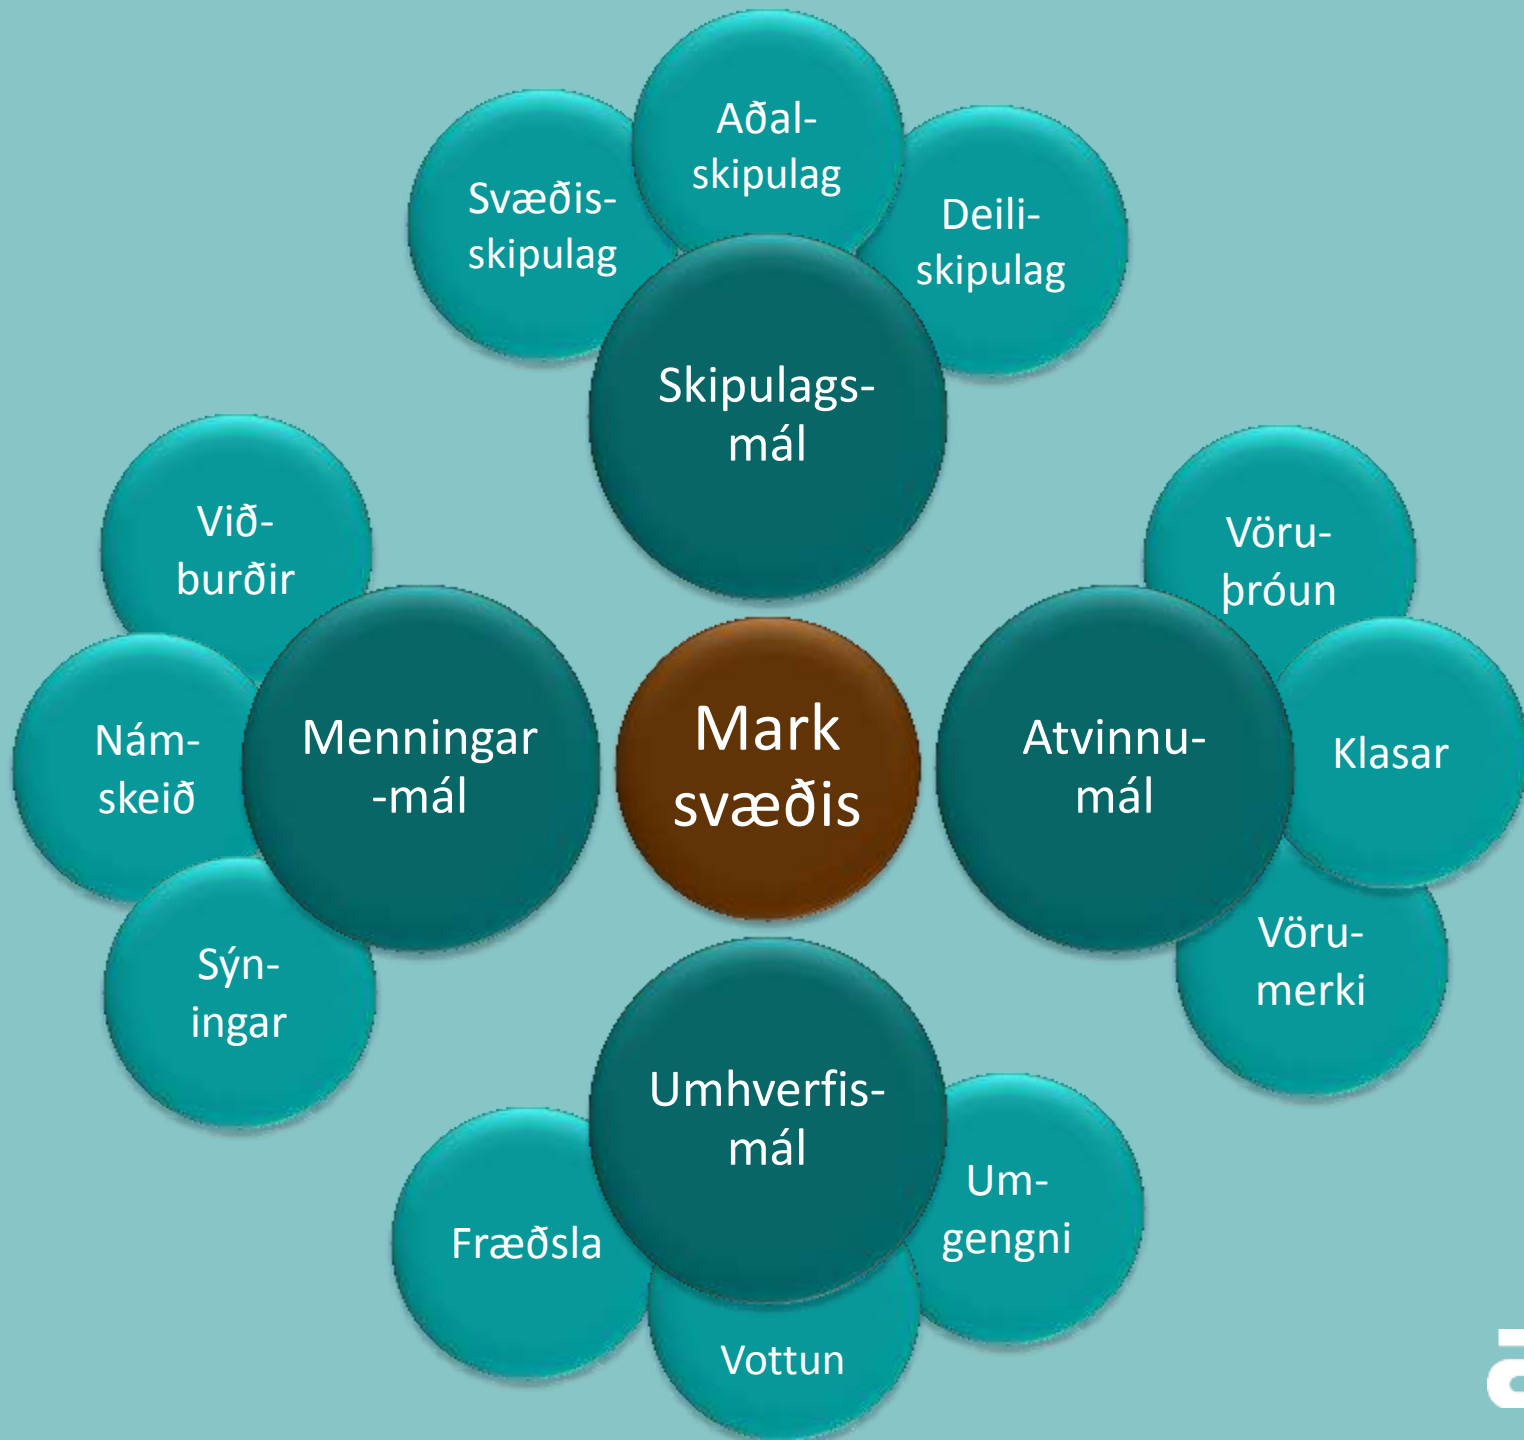 Aðal-
skipulag
Svæðis-
skipulag
Deili-
skipulag
Skipulags-
mál
Við-
burðir
Vöru-
þróun
Nám-
skeið
Menningar
-mál
Mark
svæðis
Atvinnu-
mál
Klasar
Sýn-
ingar
Vöru-
merki
Umhverfis-
mál
Um-
gengni
Fræðsla
Vottun